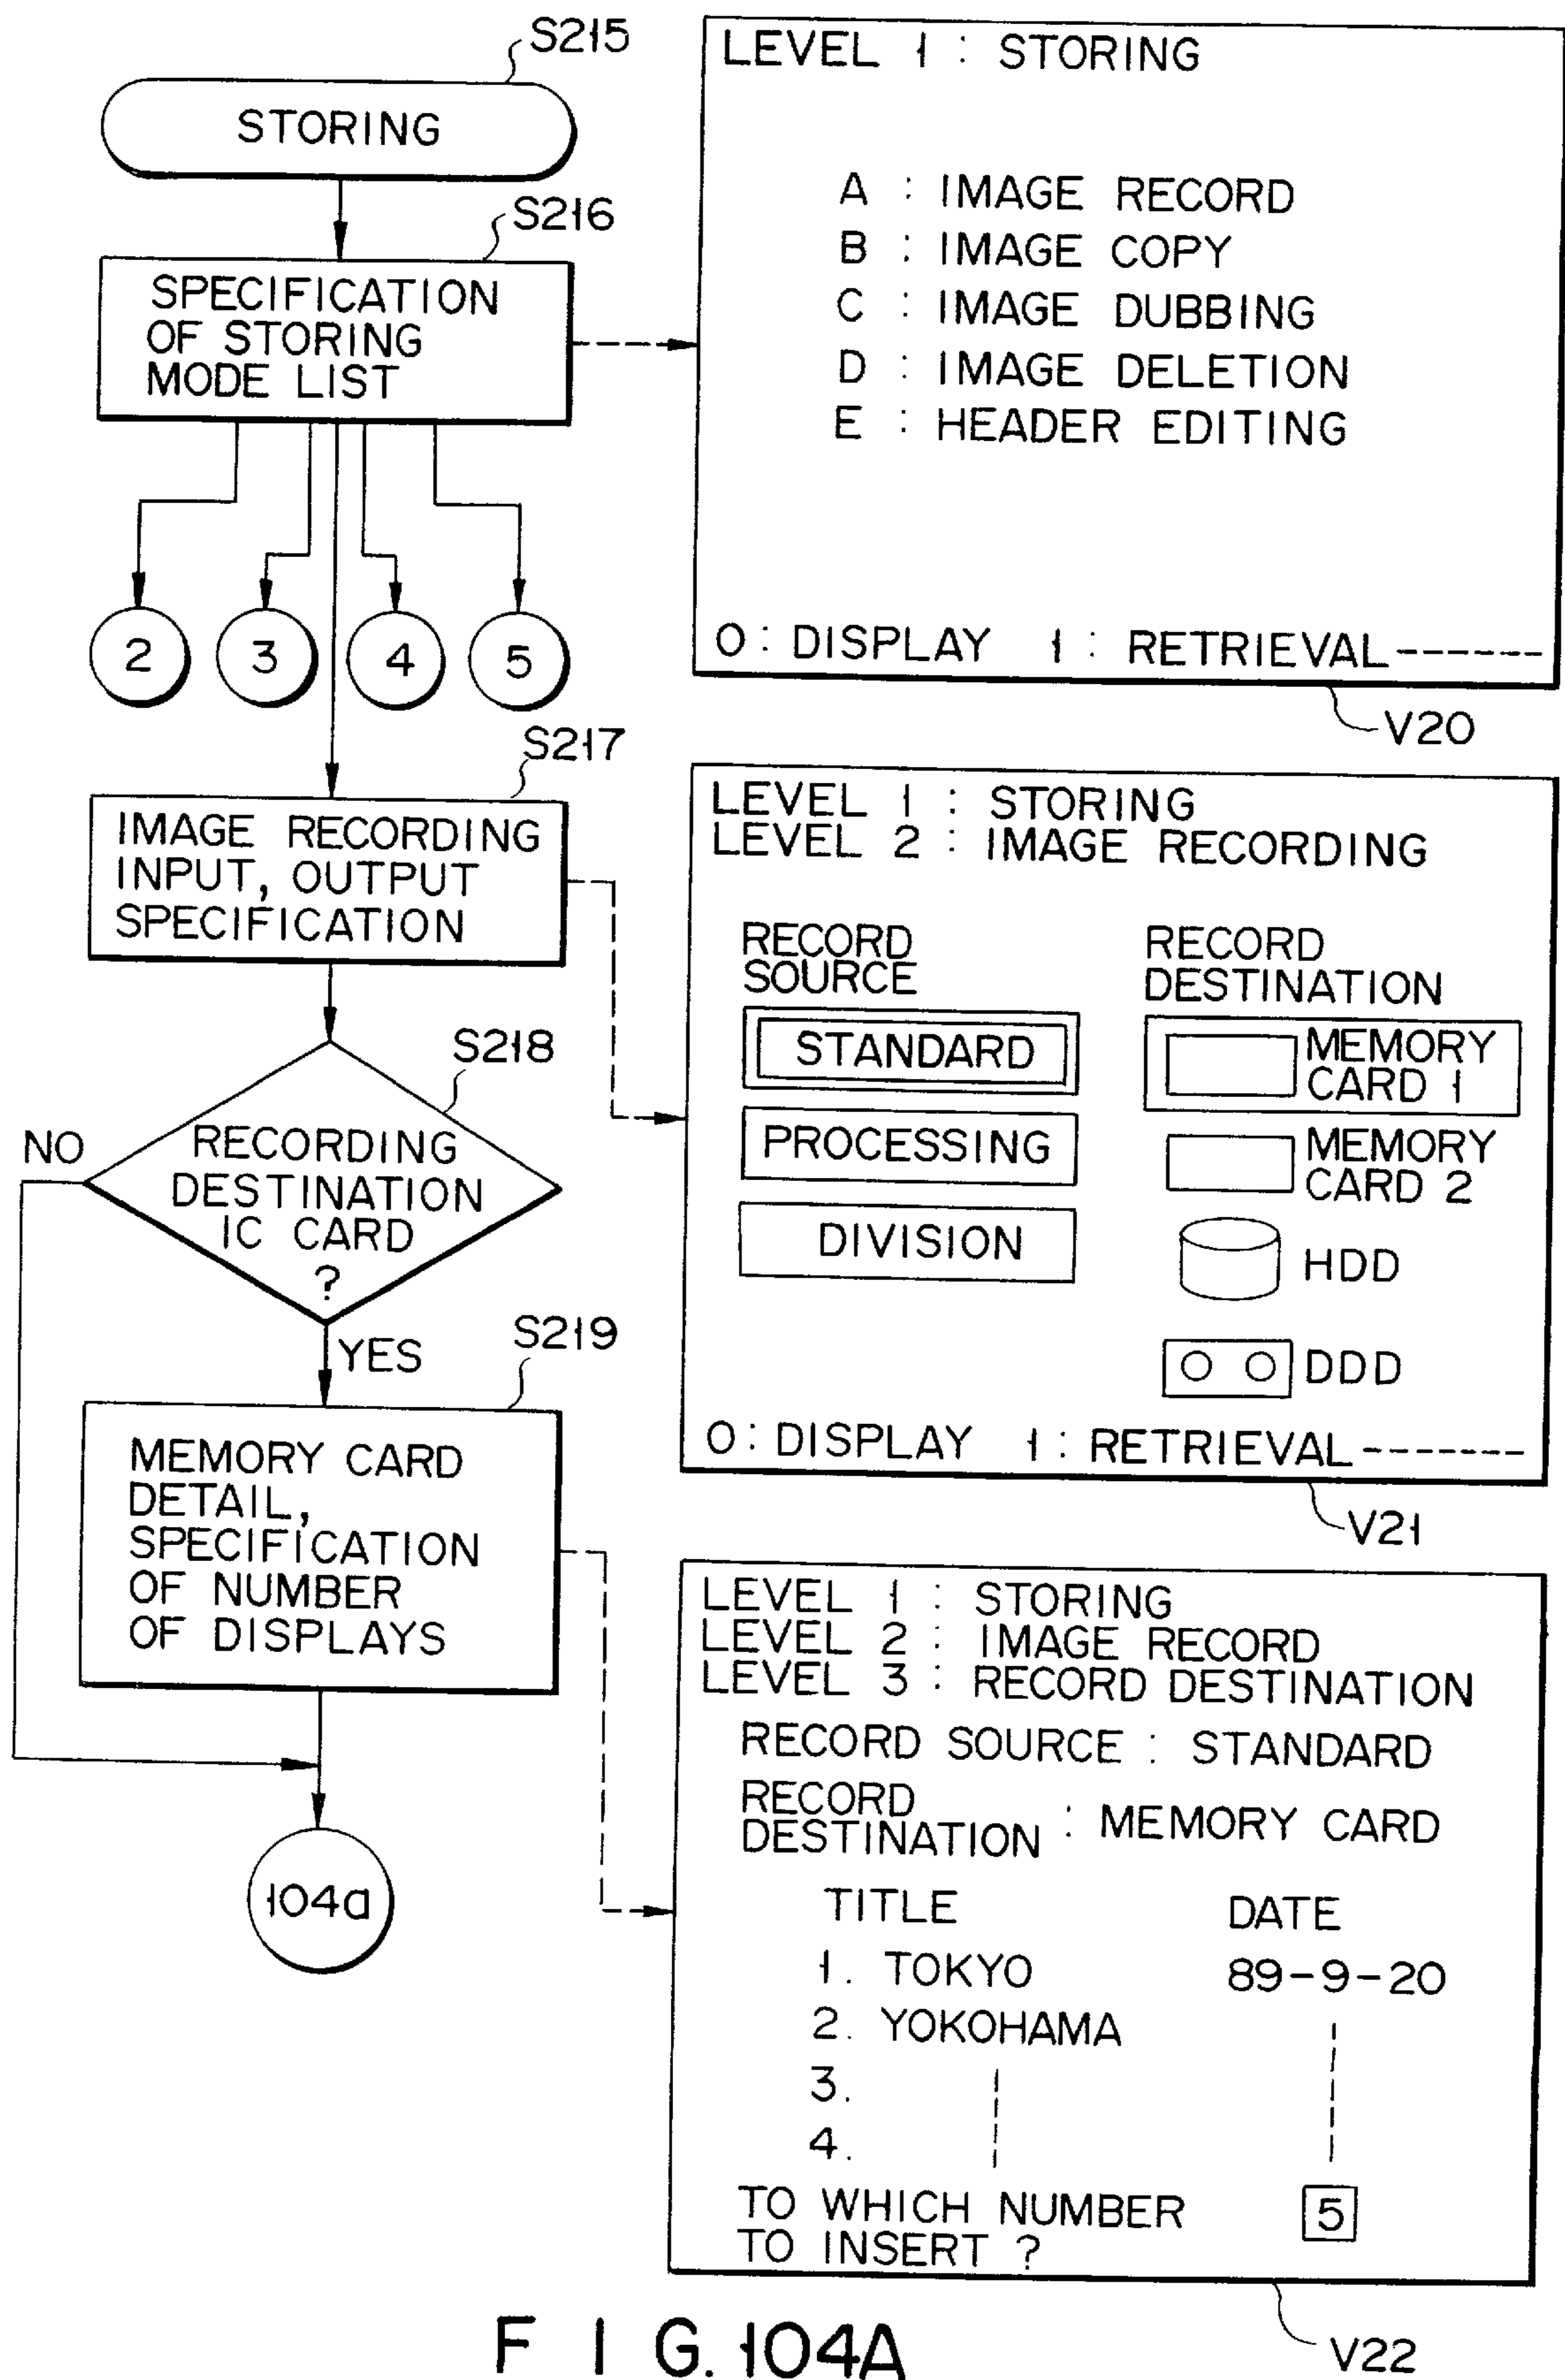 S215
STORING
S216
SPECIFICATION
OF STORING
MODE LIST
2
3
4
5
S217
IMAGE RECORDING
INPUT, OUTPUT
SPECIFICATION
S218
NO
RECORDING
DESTINATION
IC CARD
?
YES
S219
MEMORY CARD
DETAIL,
SPECIFICATION
OF NUMBER
OF DISPLAYS
104a
LEVEL 1 : STORING
A : IMAGE RECORD
B : IMAGE COPY
C : IMAGE DUBBING
D : IMAGE DELETION
E : HEADER EDITING
0 : DISPLAY 1 : RETRIEVAL ------
V20
LEVEL 1 : STORING
LEVEL 2 : IMAGE RECORDING
RECORD
SOURCE
STANDARD
PROCESSING
DIVISION
RECORD
DESTINATION
MEMORY
CARD 1
MEMORY
CARD 2
HDD
DDD
0 : DISPLAY 1 : RETRIEVAL -------
V21
LEVEL 1 : STORING
LEVEL 2 : IMAGE RECORD
LEVEL 3 : RECORD DESTINATION
RECORD SOURCE : STANDARD
RECORD
DESTINATION : MEMORY CARD
TITLE DATE
1. TOKYO 89-9-20
2. YOKOHAMA
3.
4.
TO WHICH NUMBER 5
TO INSERT ?
V22
FIG. 104A